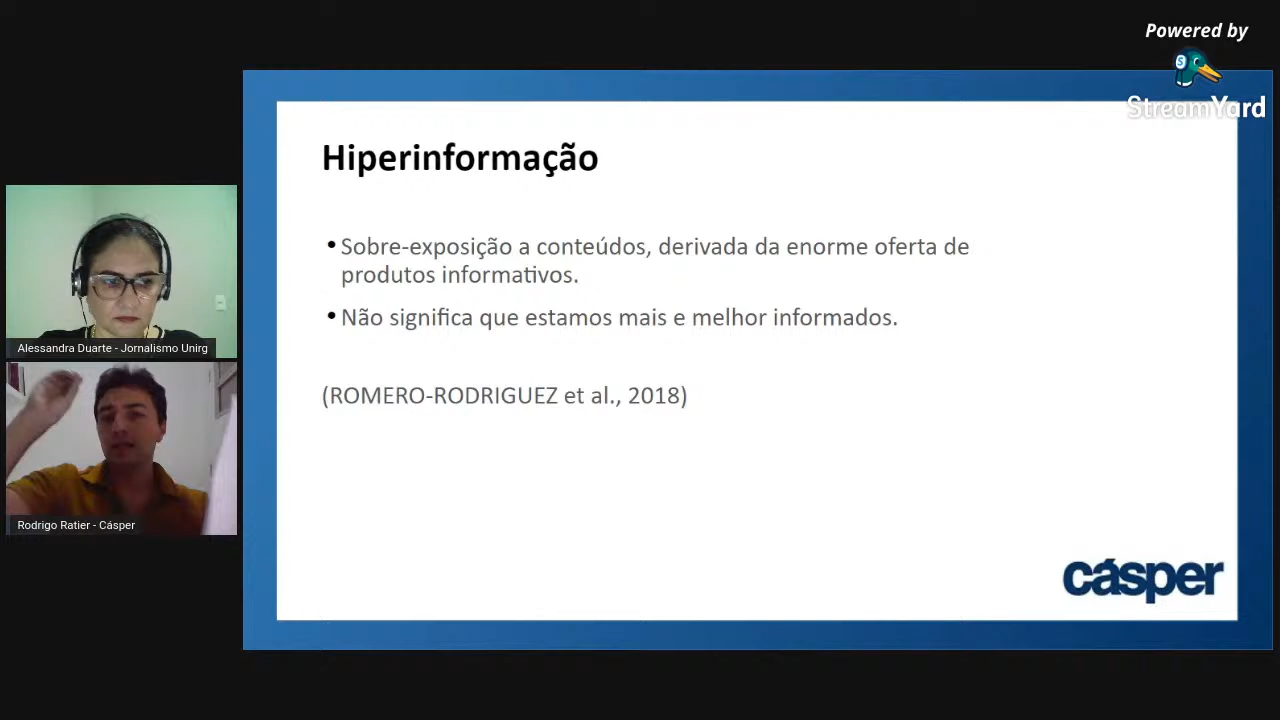 Powered by
StreamYard
Hiperinformação
• Sobre-exposição a conteúdos, derivada da enorme oferta de
produtos informativos.
• Não significa que estamos mais e melhor informados.
(ROMERO-RODRIGUEZ et al., 2018)
Alessandra Duarte - Jornalismo Unirg
Rodrigo Ratier - Cásper
cásper